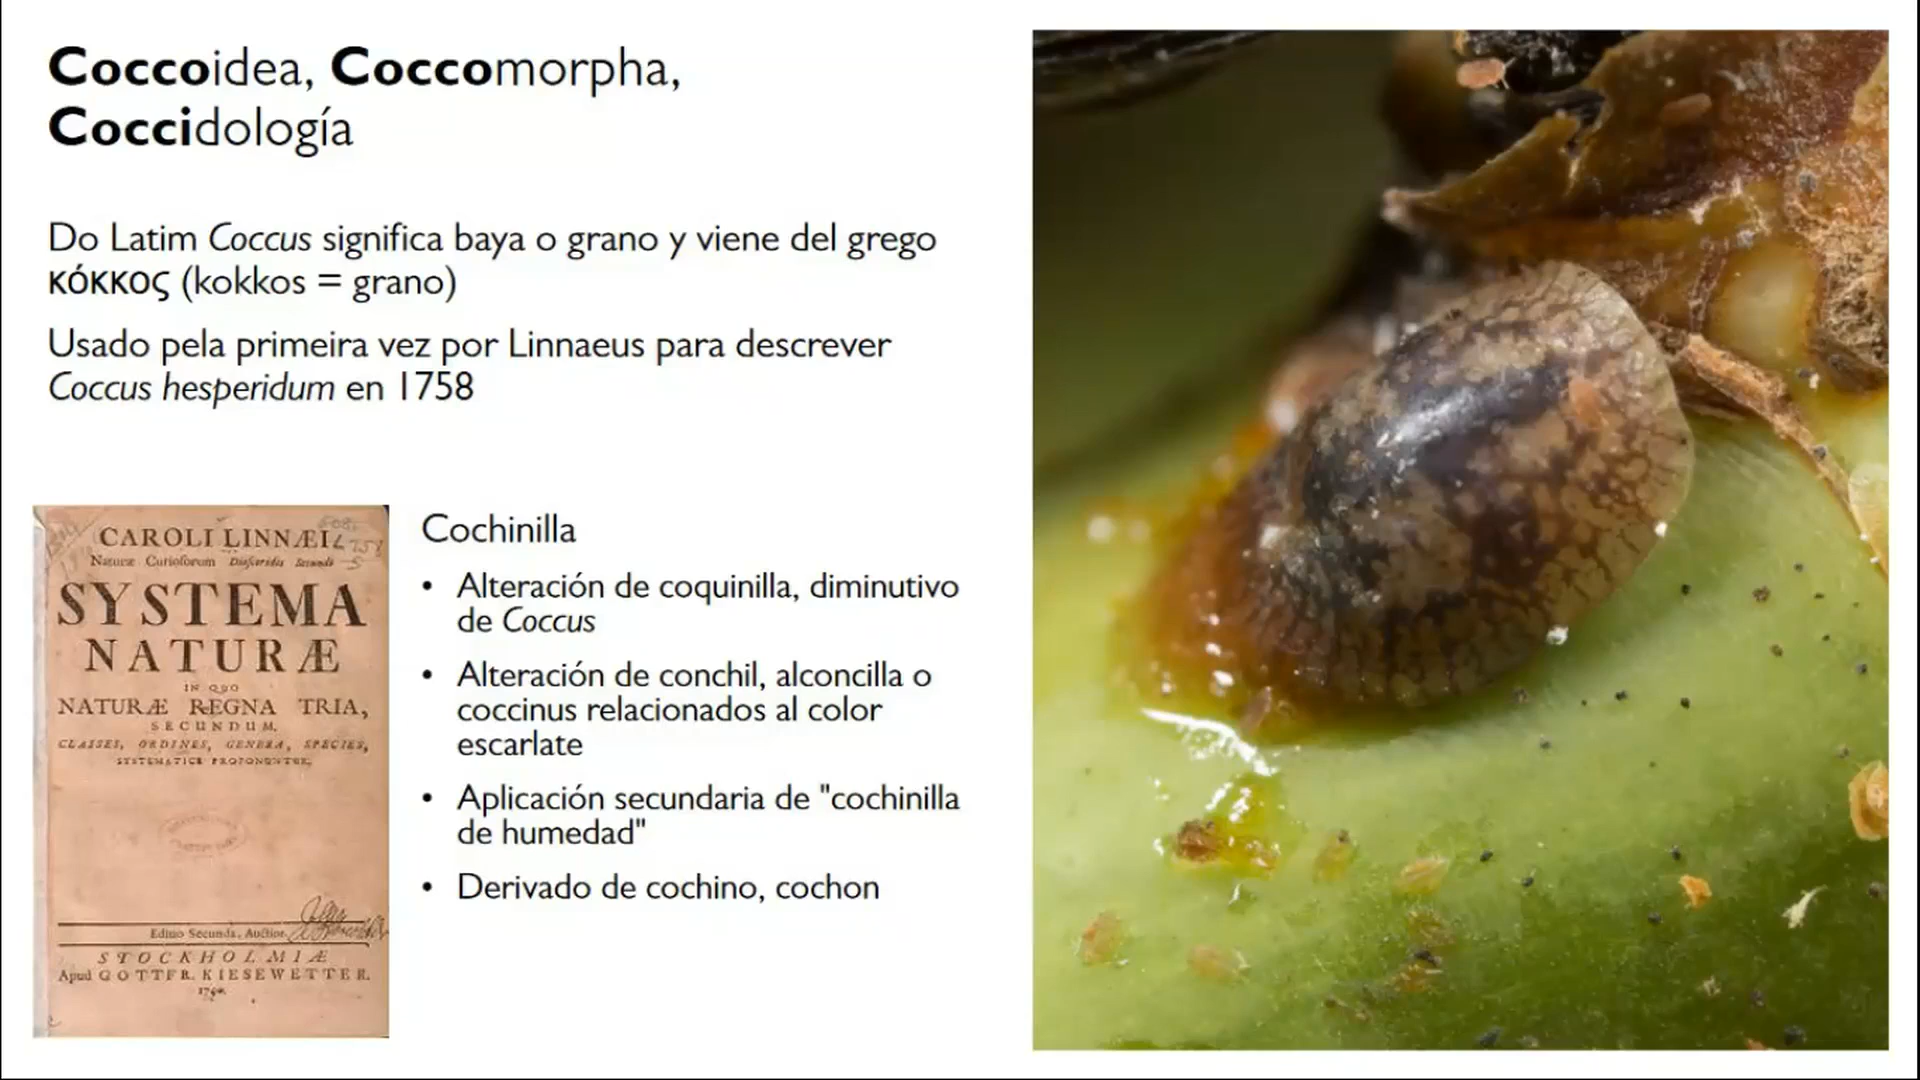 Coccoidea, Coccomorpha,
Coccidología
Do Latim Coccus significa baya o grano y viene del grego
κόκκος (kokkos = grano)
Usado pela primeira vez por Linnaeus para descrever
Coccus hesperidum en 1758
CAROLI LINNÆI
Naturæ Curiosorum Dioscoridis Secundi
SYSTEMA
NATURÆ
IN QUO
NATURÆ REGNA TRIA,
SECUNDUM,
CLASSES, ORDINES, GENERA, SPECIES,
SYSTEMATICE PROPONUNTUR.
Editio Secunda, Auctior.
STOCKHOLMIÆ
Apud GOTTFR. KIESEWETTER.
1740.
Cochinilla
• Alteración de coquinilla, diminutivo
de Coccus
• Alteración de conchil, alconcilla o
coccinus relacionados al color
escarlate
• Aplicación secundaria de "cochinilla
de humedad"
• Derivado de cochino, cochon